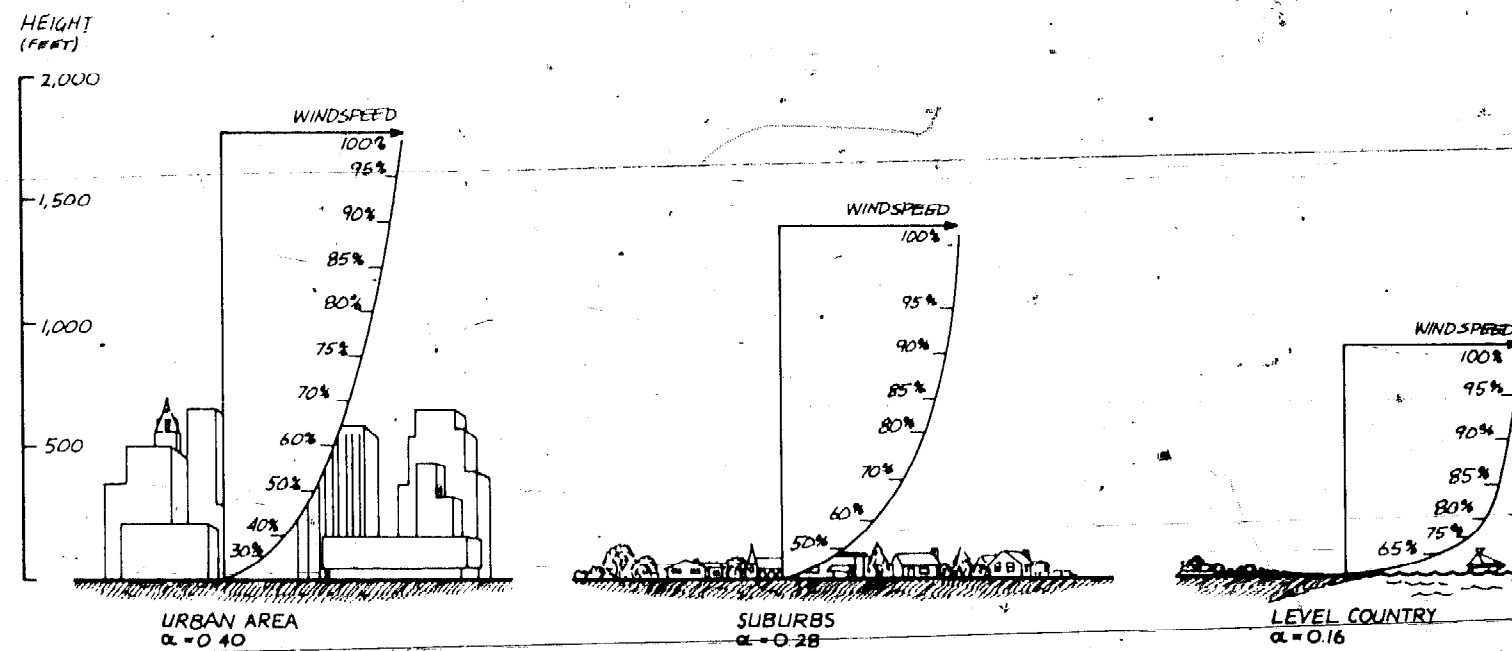 HEIGHT
(FEET)
2,000
1,500
1,000
500
WINDSPEED
100%
95%
90%
85%
80%
75%
70%
60%
50%
40%
30%
URBAN AREA
α = 0.40
WINDSPEED
100%
95%
90%
85%
80%
70%
60%
50%
SUBURBS
α = 0.28
WINDSPEED
100%
95%
90%
85%
80%
75%
65%
LEVEL COUNTRY
α = 0.16